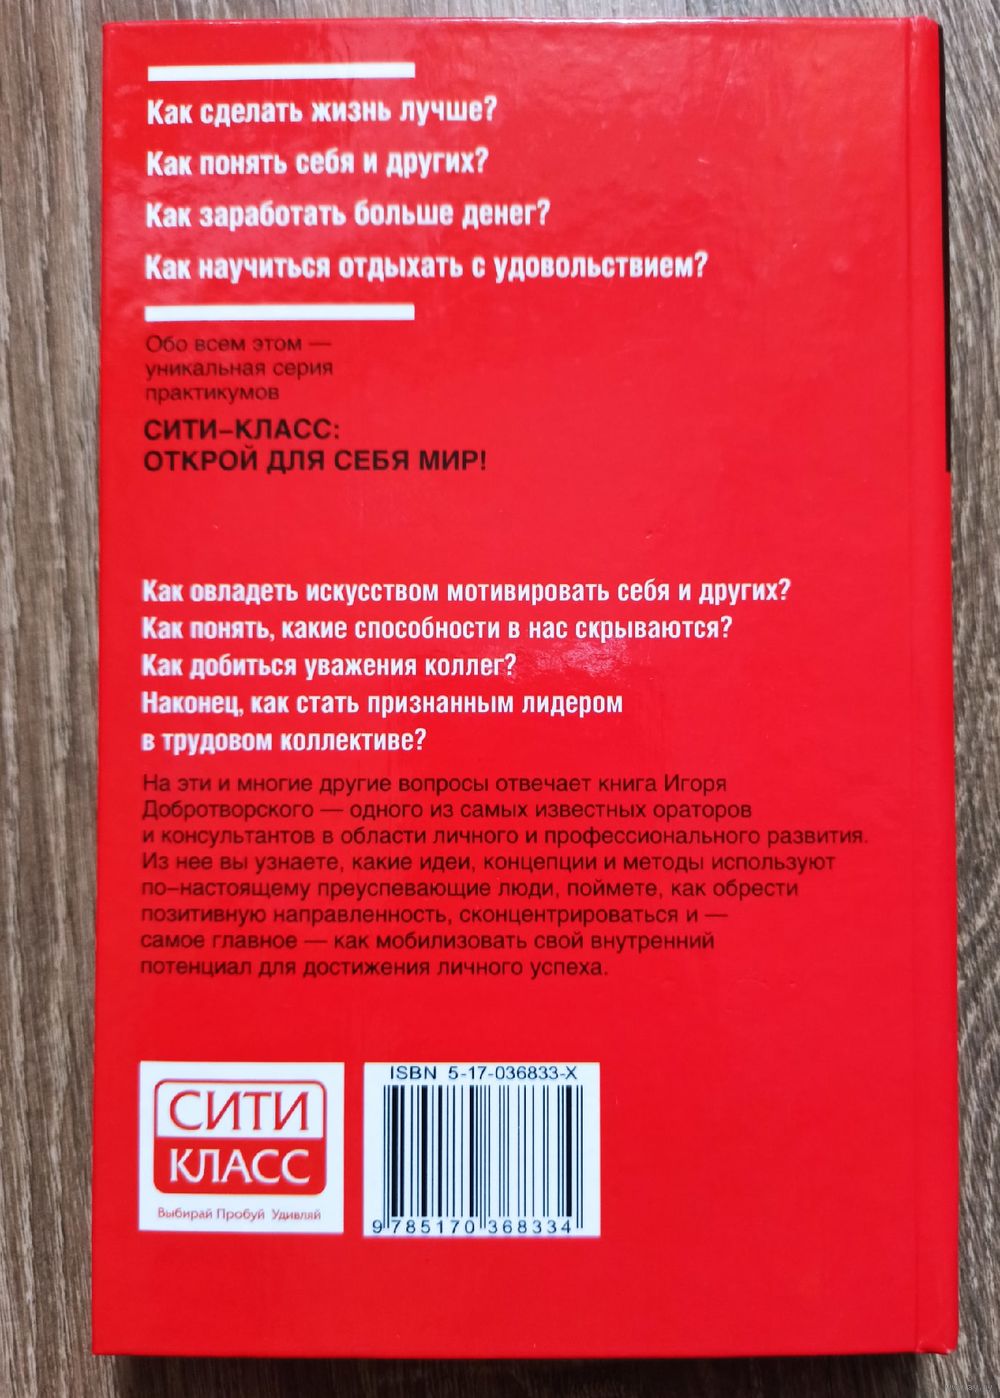 Как сделать жизнь лучше?
Как понять себя и других?
Как заработать больше денег?
Как научиться отдыхать с удовольствием?
Обо всем этом —
уникальная серия
практикумов
СИТИ–КЛАСС:
ОТКРОЙ ДЛЯ СЕБЯ МИР!
Как овладеть искусством мотивировать себя и других?
Как понять, какие способности в нас скрываются?
Как добиться уважения коллег?
Наконец, как стать признанным лидером
в трудовом коллективе?
На эти и многие другие вопросы отвечает книга Игоря
Добротворского — одного из самых известных ораторов
и консультантов в области личного и профессионального развития.
Из нее вы узнаете, какие идеи, концепции и методы используют
по–настоящему преуспевающие люди, поймете, как обрести
позитивную направленность, сконцентрироваться и —
самое главное — как мобилизовать свой внутренний
потенциал для достижения личного успеха.
СИТИ
КЛАСС
Выбирай Пробуй Удивляй
ISBN 5-17-036833-X
9 785170 368334